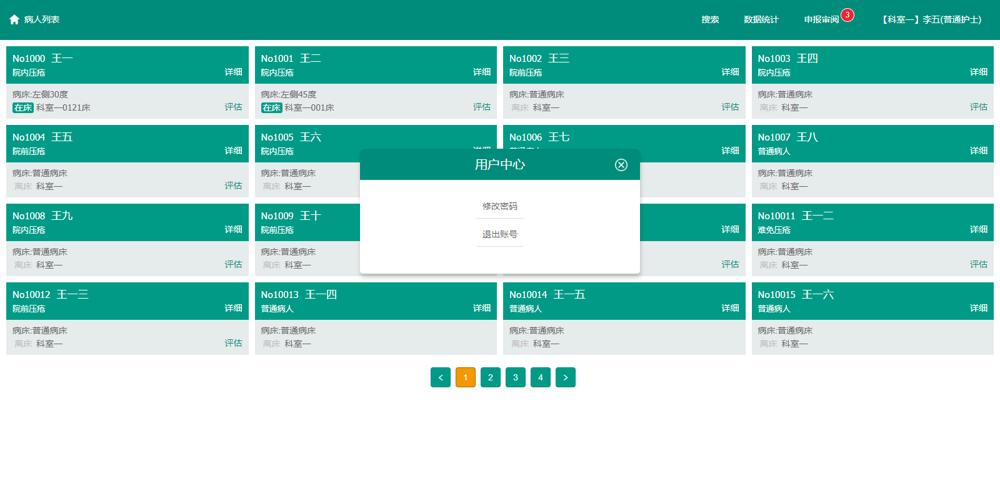 病人列表
搜索
数据统计
申报审阅
3
【科室一】李五(普通护士)
No1000 王一
院内压疮
详细
病床:左侧30度
在床 科室一0121床
评估
No1001 王二
院内压疮
详细
病床:左侧45度
在床 科室一001床
评估
No1002 王三
院前压疮
详细
病床:普通病床
离床 科室一
评估
No1003 王四
院内压疮
详细
病床:普通病床
离床 科室一
评估
No1004 王五
院前压疮
详细
病床:普通病床
离床 科室一
评估
No1005 王六
院内压疮
病床:普通病床
离床 科室一
No1006 王七
详细
No1007 王八
普通病人
详细
病床:普通病床
离床 科室一
用户中心
修改密码
退出账号
No1008 王九
院内压疮
详细
病床:普通病床
离床 科室一
评估
No1009 王十
院前压疮
病床:普通病床
离床 科室一
详细
评估
No10011 王一二
难免压疮
详细
病床:普通病床
离床 科室一
评估
No10012 王一三
院前压疮
详细
病床:普通病床
离床 科室一
评估
No10013 王一四
普通病人
详细
病床:普通病床
离床 科室一
No10014 王一五
普通病人
详细
病床:普通病床
离床 科室一
No10015 王一六
普通病人
详细
病床:普通病床
离床 科室一
< 1 2 3 4 >